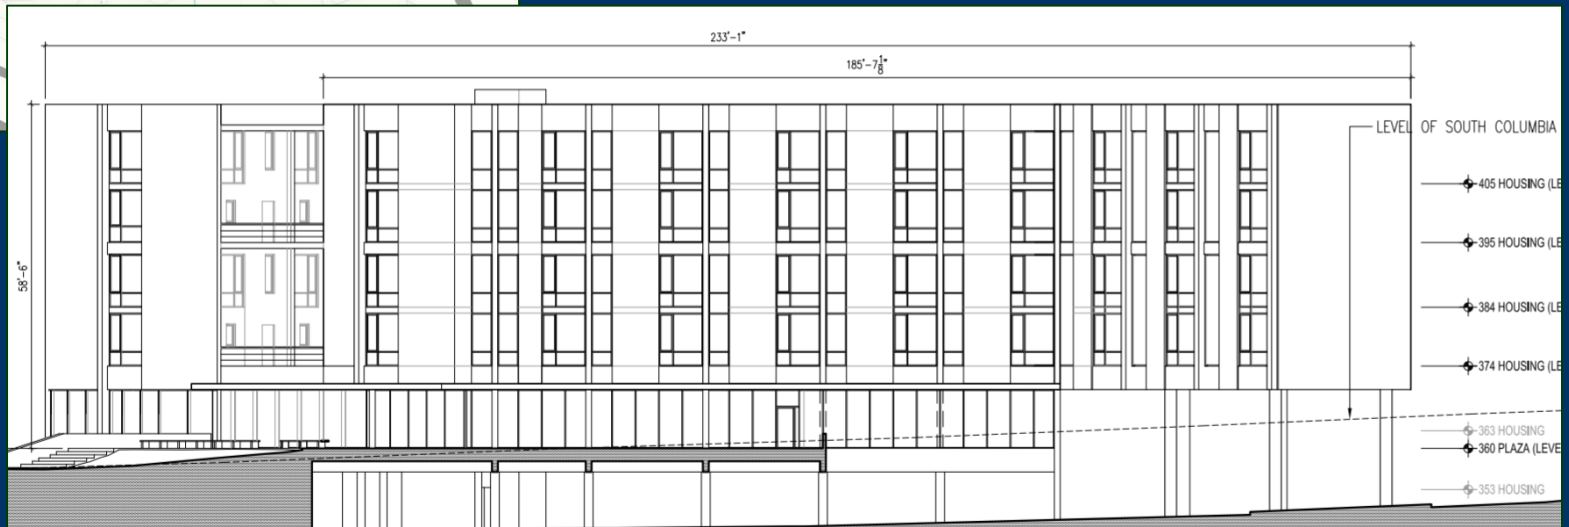 233'-1"
185'-7 1/8"
58'-6"
LEVEL OF SOUTH COLUMBIA
405 HOUSING (LE
395 HOUSING (LE
384 HOUSING (LE
374 HOUSING (LE
363 HOUSING
360 PLAZA (LEVE
353 HOUSING